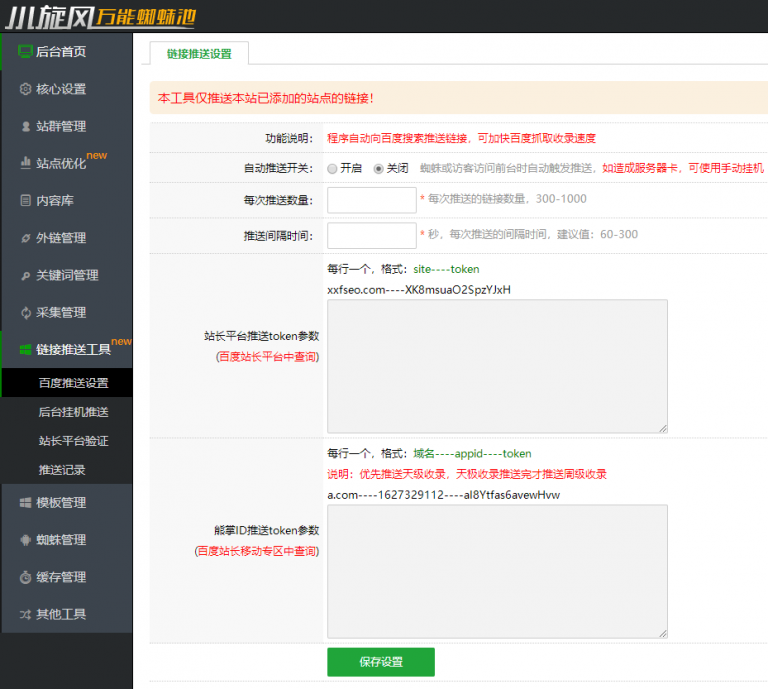 小旋风万能蜘蛛池
后台首页
核心设置
站群管理
站点优化new
内容库
外链管理
关键词管理
采集管理
链接推送工具new
百度推送设置
后台挂机推送
站长平台验证
推送记录
模板管理
蜘蛛管理
缓存管理
其他工具
链接推送设置
本工具仅推送本站已添加的站点的链接!
功能说明: 程序自动向百度搜索推送链接，可加快百度抓取收录速度
自动推送开关: 开启 关闭 蜘蛛或访客访问前台时自动触发推送，如造成服务器卡，可使用手动挂机
每次推送数量: * 每次推送的链接数量，300-1000
推送间隔时间: * 秒，每次推送的间隔时间，建议值：60-300
每行一个，格式：site----token
xxfseo.com----XK8msuaO2SpzYJxH
站长平台推送token参数
(百度站长平台中查询)
每行一个，格式：域名----appid----token
说明：优先推送天级收录，天极收录推送完才推送周级收录
a.com----1627329112----al8Ytfas6avewHvw
熊掌ID推送token参数
(百度站长移动专区中查询)
保存设置